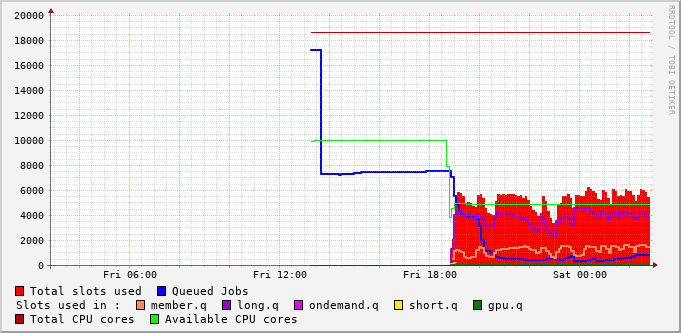 20000
18000
16000
14000
12000
10000
8000
6000
4000
2000
0
Fri 06:00 Fri 12:00 Fri 18:00 Sat 00:00
RRDTOOL / TOBI OETIKER
Total slots used Queued Jobs
Slots used in : member.q long.q ondemand.q short.q gpu.q
Total CPU cores Available CPU cores